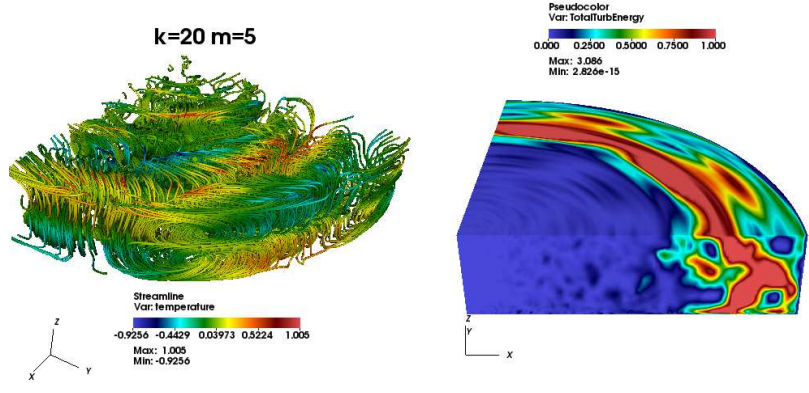 k=20 m=5
Streamline
Var: temperature
-0.9256 -0.4429 0.03973 0.5224 1.005
Max: 1.005
Min: -0.9256
Z
X
Y
Pseudocolor
Var: TotalTurbEnergy
0.000 0.2500 0.5000 0.7500 1.000
Max: 3.086
Min: 2.826e-15
Z
Y
X